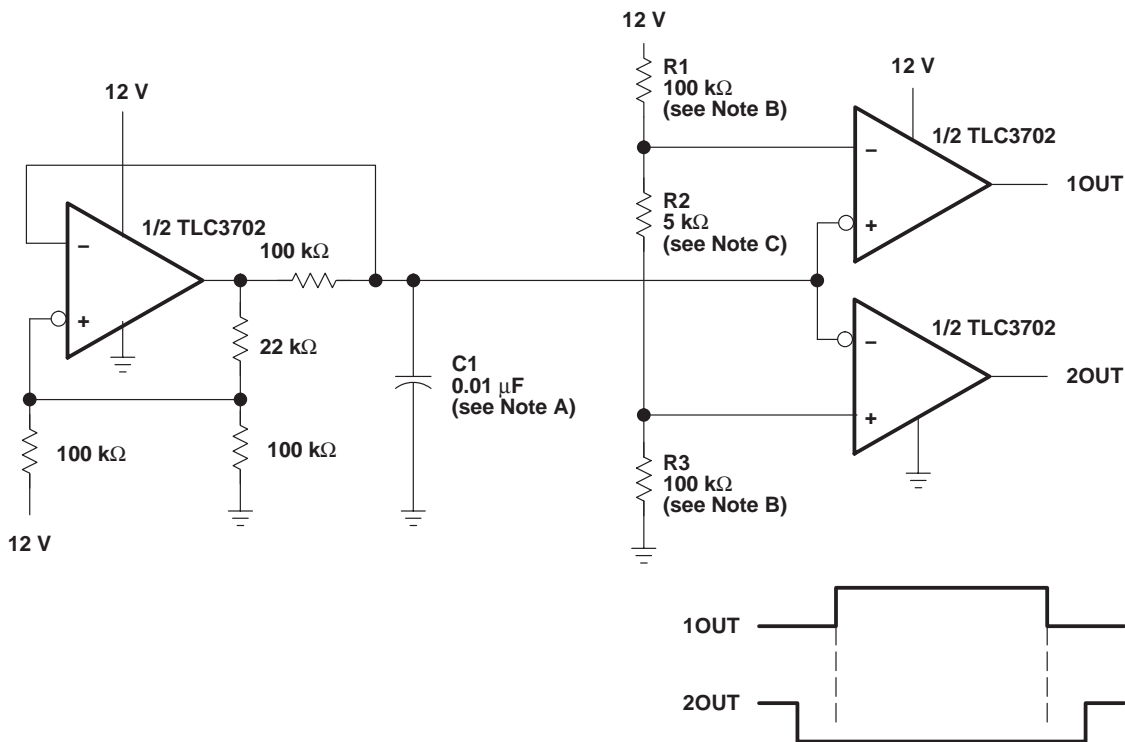 12 V
12 V
R1
100 kΩ
(see Note B)
12 V
1/2 TLC3702
−
+
1OUT
1/2 TLC3702
−
+
100 kΩ
R2
5 kΩ
(see Note C)
22 kΩ
C1
0.01 μF
(see Note A)
1/2 TLC3702
−
+
2OUT
100 kΩ
100 kΩ
12 V
R3
100 kΩ
(see Note B)
1OUT
2OUT